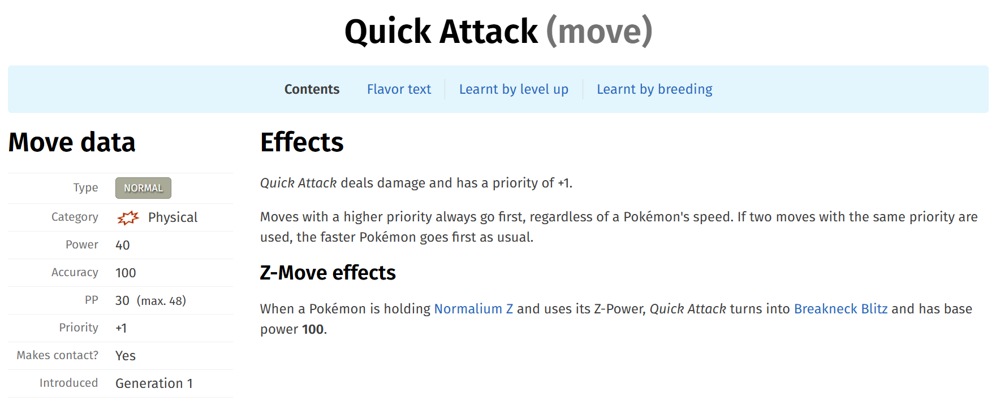 Quick Attack (move)
Contents Flavor text Learnt by level up Learnt by breeding
Move data
Type NORMAL
Category Physical
Power 40
Accuracy 100
PP 30 (max. 48)
Priority +1
Makes contact? Yes
Introduced Generation 1
Effects
Quick Attack deals damage and has a priority of +1.
Moves with a higher priority always go first, regardless of a Pokémon's speed. If two moves with the same priority are
used, the faster Pokémon goes first as usual.
Z-Move effects
When a Pokémon is holding Normalium Z and uses its Z-Power, Quick Attack turns into Breakneck Blitz and has base
power 100.